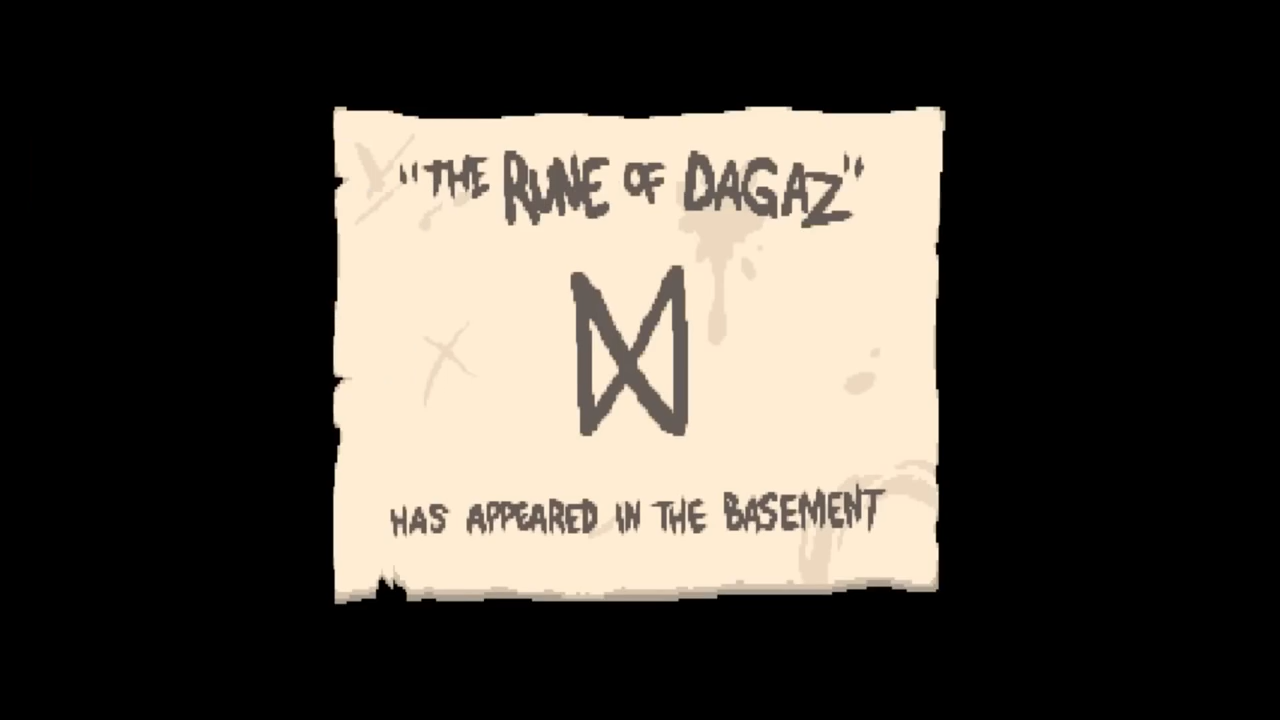 "THE RUNE OF DAGAZ"
ᛞ
HAS APPEARED IN THE BASEMENT